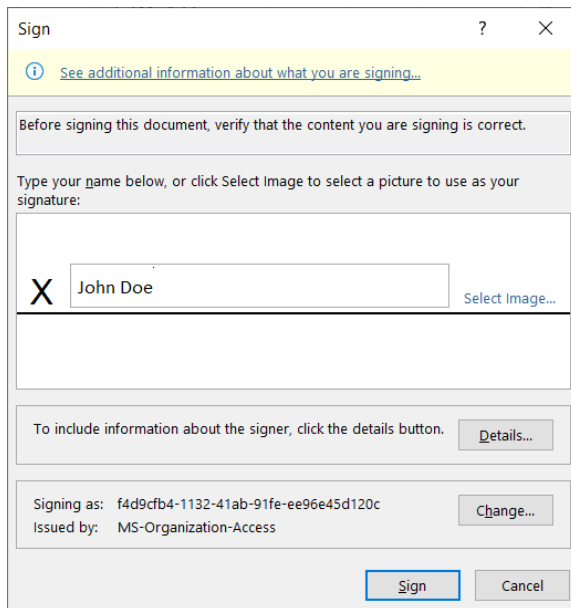 Sign ? X
See additional information about what you are signing...
Before signing this document, verify that the content you are signing is correct.
Type your name below, or click Select Image to select a picture to use as your
signature:
X John Doe
Select Image...
To include information about the signer, click the details button. Details...
Signing as: f4d9cfb4-1132-41ab-91fe-ee96e45d120c
Issued by: MS-Organization-Access
Change...
Sign Cancel